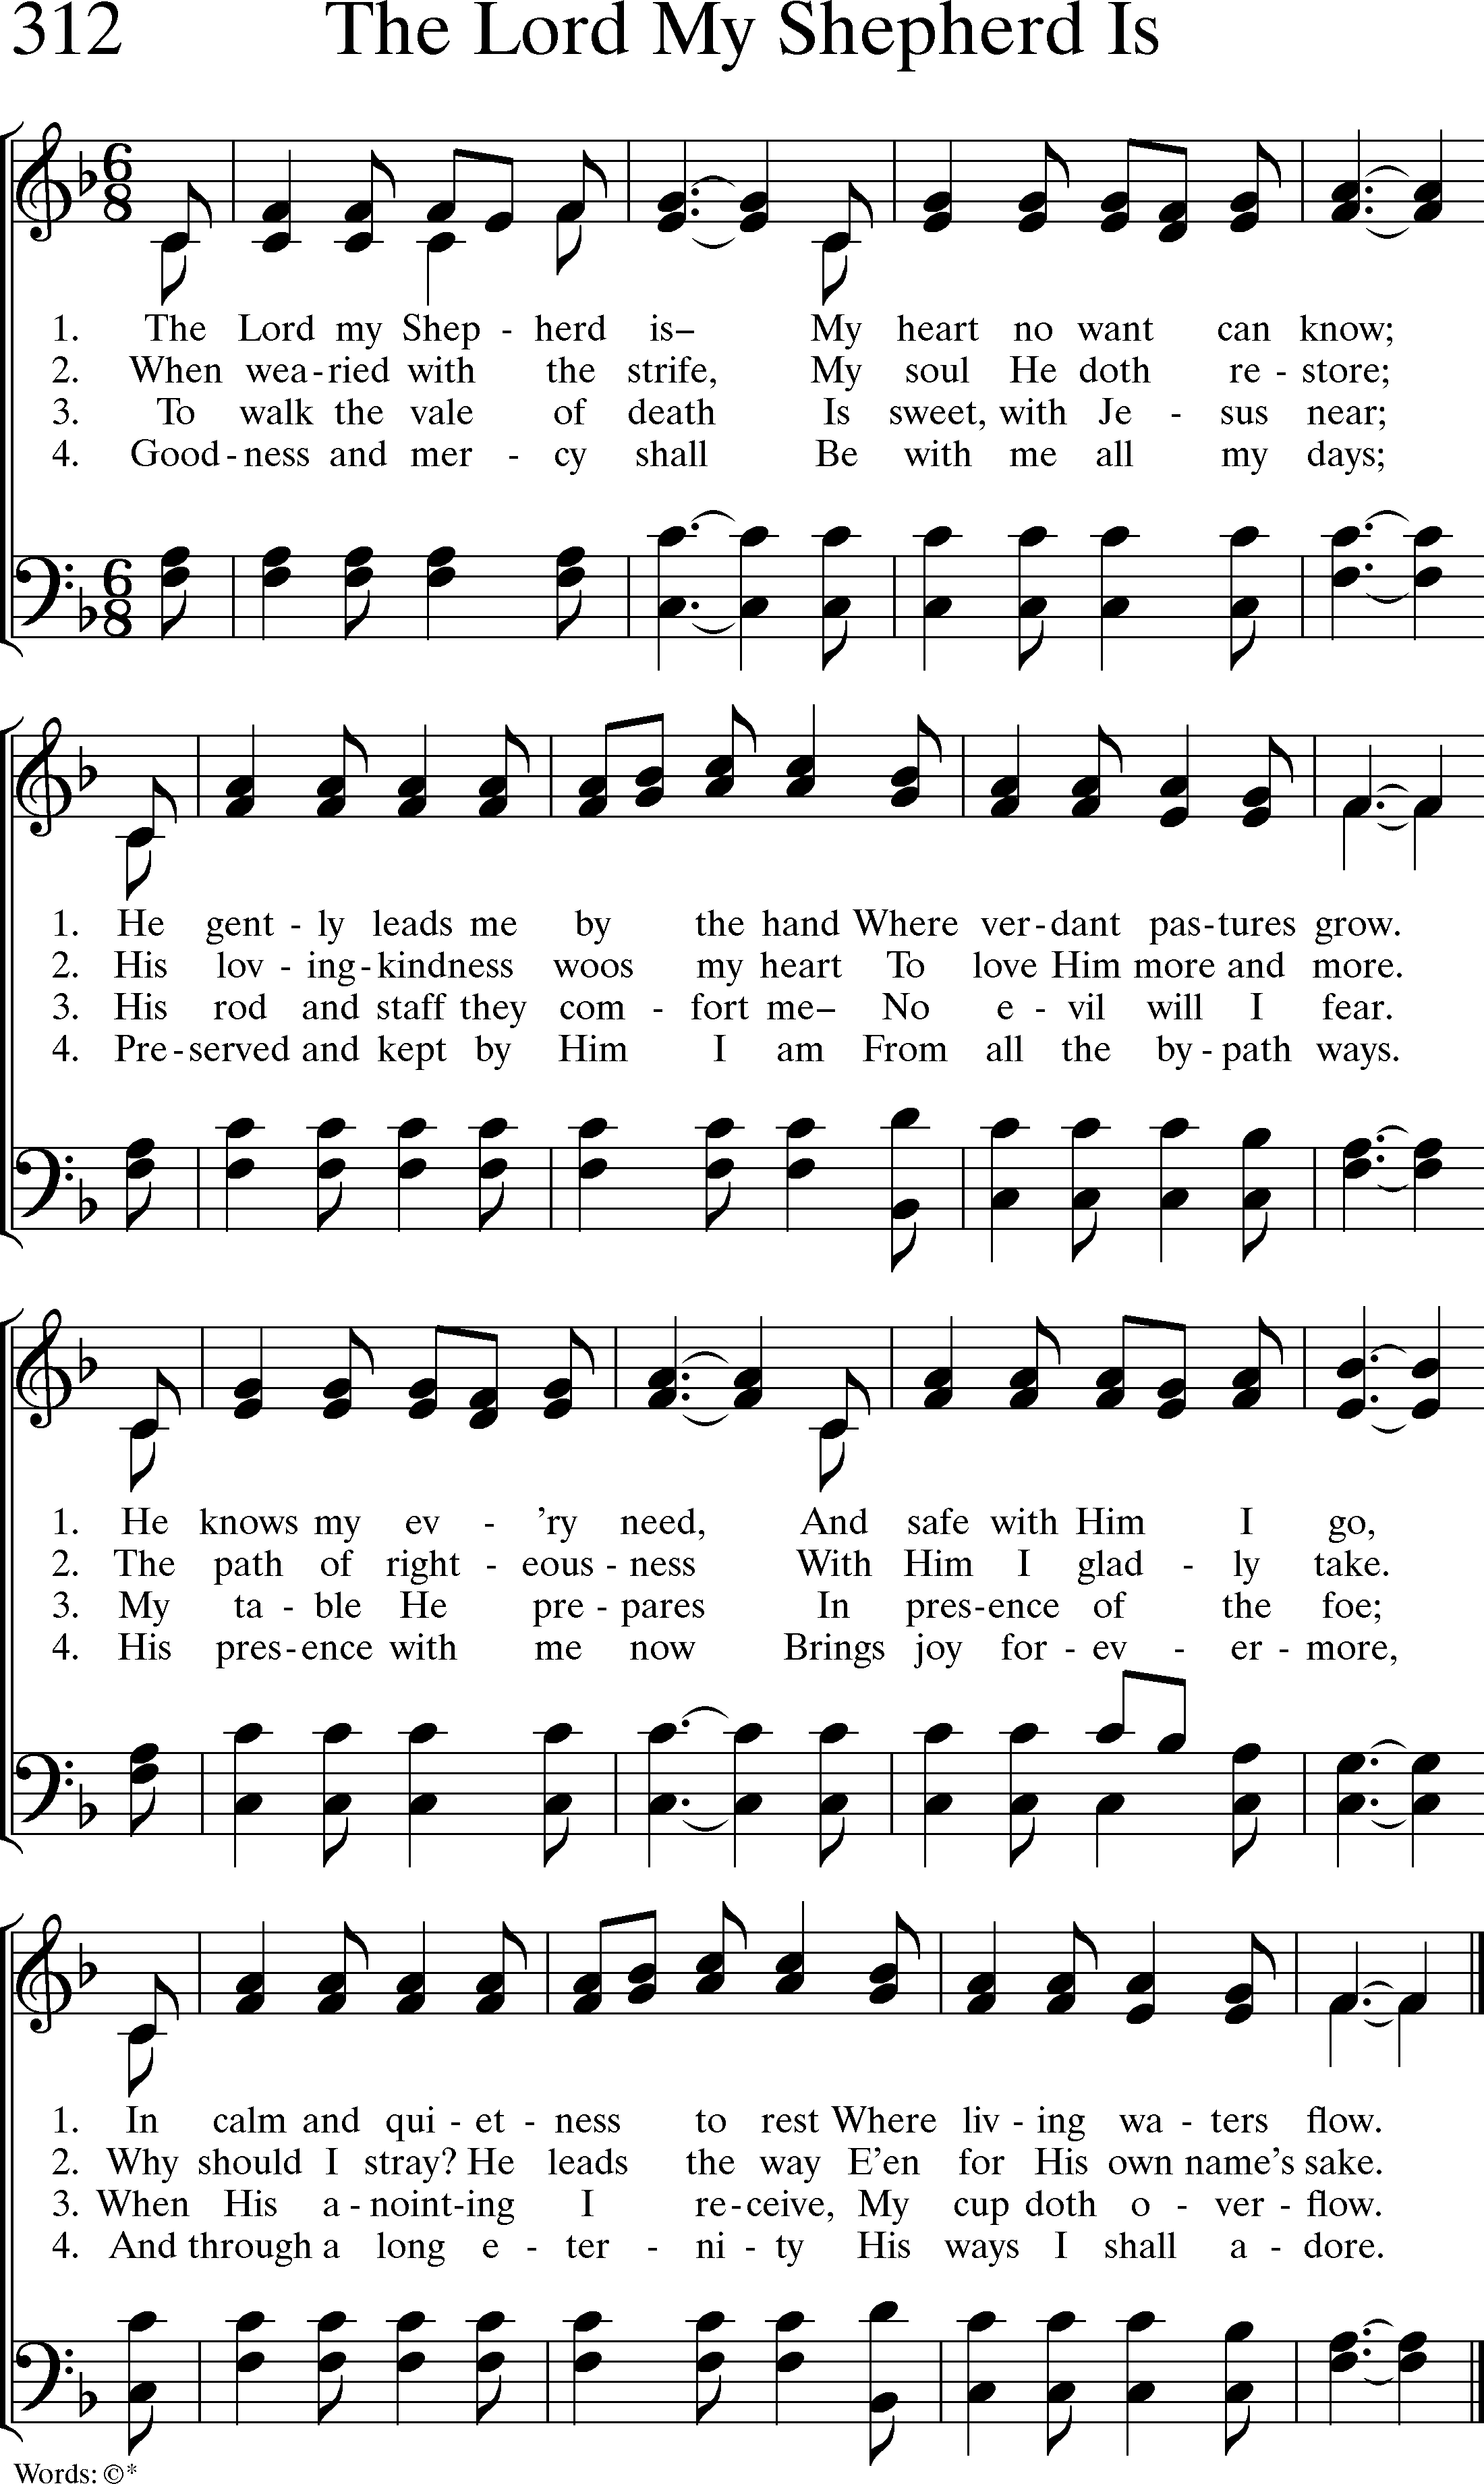 312 The Lord My Shepherd Is
6
8
1. The Lord my Shep - herd is– My heart no want can know;
2. When wea - ried with the strife, My soul He doth re - store;
3. To walk the vale of death Is sweet, with Je - sus near;
4. Good - ness and mer - cy shall Be with me all my days;
6
8
1. He gent - ly leads me by the hand Where ver - dant pas - tures grow.
2. His lov - ing - kindness woos my heart To love Him more and more.
3. His rod and staff they com - fort me– No e - vil will I fear.
4. Pre - served and kept by Him I am From all the by - path ways.
1. He knows my ev - 'ry need, And safe with Him I go,
2. The path of right - eous - ness With Him I glad - ly take.
3. My ta - ble He pre - pares In pres - ence of the foe;
4. His pres - ence with me now Brings joy for - ev - er - more,
1. In calm and qui - et - ness to rest Where liv - ing wa - ters flow.
2. Why should I stray? He leads the way E'en for His own name's sake.
3. When His a - noint - ing I re - ceive, My cup doth o - ver - flow.
4. And through a long e - ter - ni - ty His ways I shall a - dore.
Words: ©*